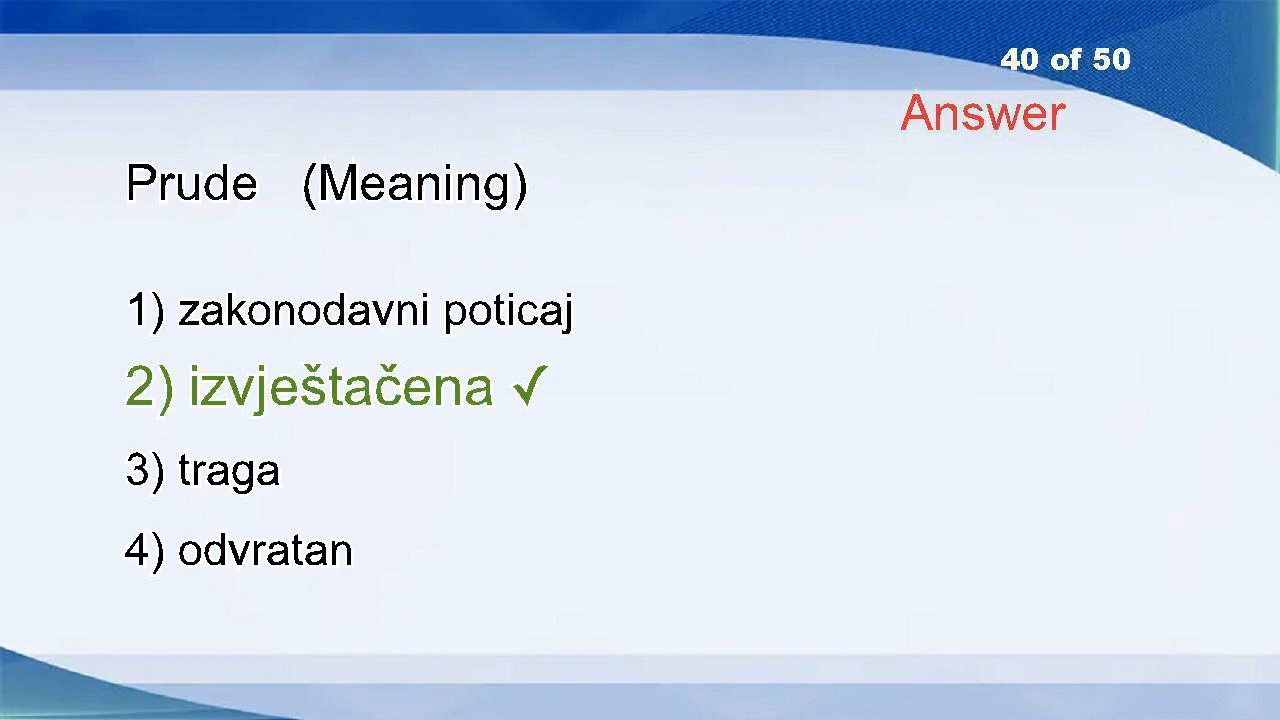 40 of 50
Answer
Prude (Meaning)
1) zakonodavni poticaj
2) izvještačena ✓
3) traga
4) odvratan